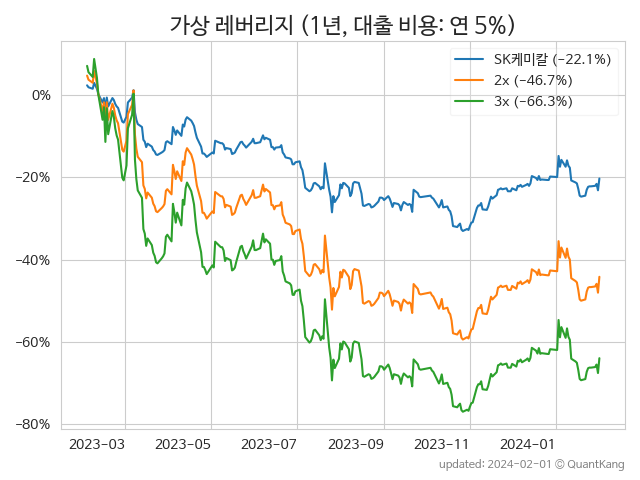 가상 레버리지 (1년, 대출 비용: 연 5%)
SK케미칼 (−22.1%)
2x (−46.7%)
3x (−66.3%)
0%
−20%
−40%
−60%
−80%
2023-03 2023-05 2023-07 2023-09 2023-11 2024-01
updated: 2024-02-01 © QuantKang